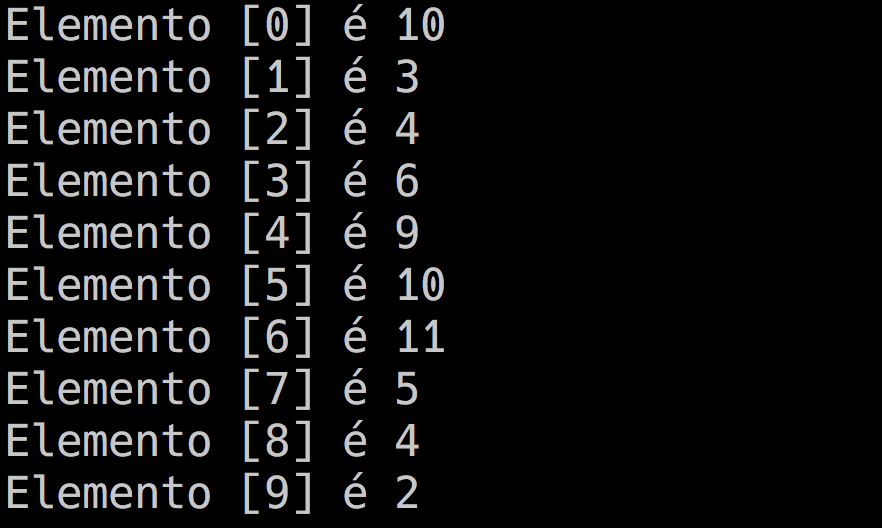 Elemento [0] é 10
Elemento [1] é 3
Elemento [2] é 4
Elemento [3] é 6
Elemento [4] é 9
Elemento [5] é 10
Elemento [6] é 11
Elemento [7] é 5
Elemento [8] é 4
Elemento [9] é 2